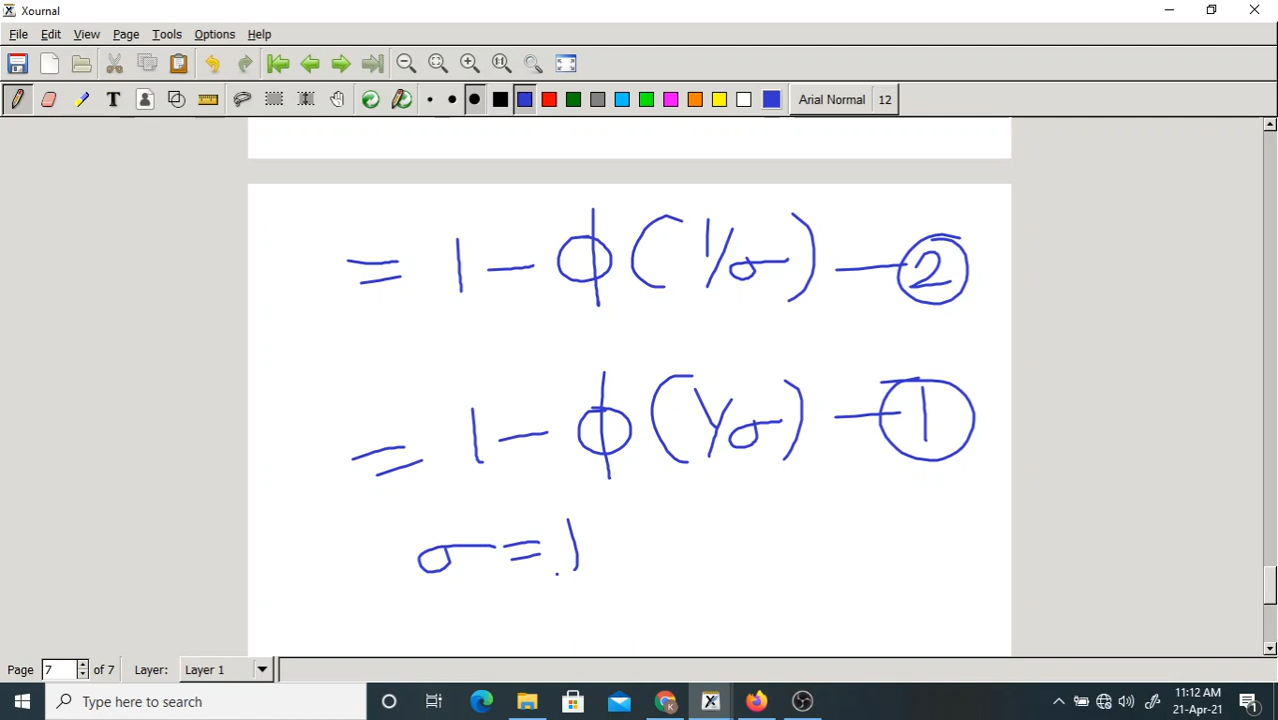 Xournal
File Edit View Page Tools Options Help
Arial Normal 12
= 1 - ϕ ( 1/σ ) — ②
= 1 - ϕ ( 1/σ ) — ①
σ = .1
Page 7 of 7 Layer: Layer 1
Type here to search
11:12 AM
21-Apr-21